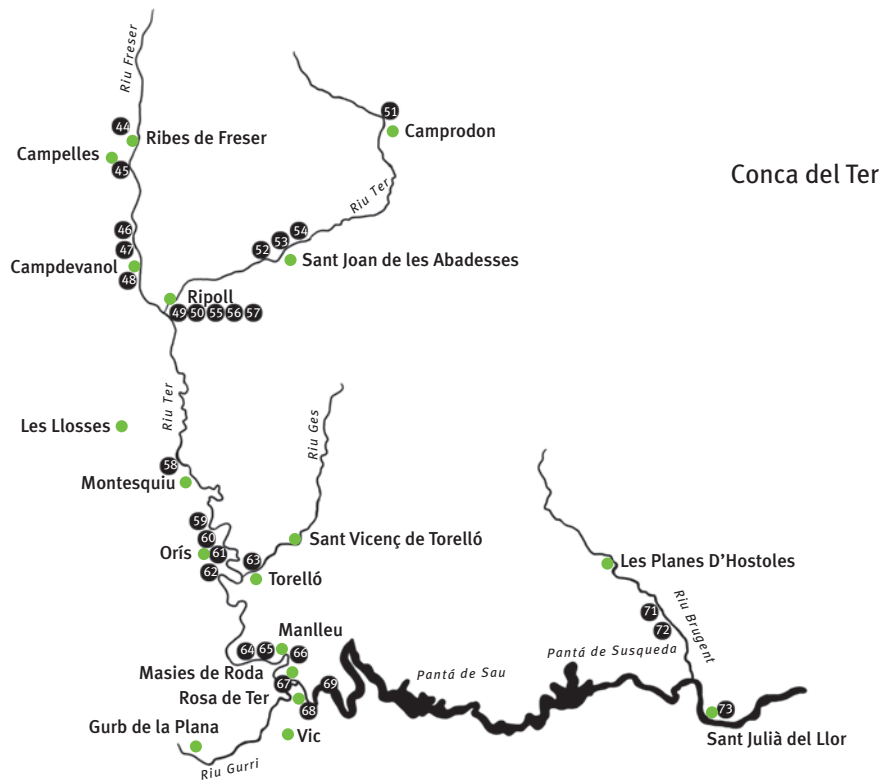 Riu Freser
44
Ribes de Freser
Campelles
45
51
Camprodon
Conca del Ter
Riu Ter
46
47
Campdevanol
48
52
53
54
Sant Joan de les Abadesses
Ripoll
49
50
55
56
57
Riu Ter
Les Llosses
Riu Ges
58
Montesquiu
59
60
Orís
61
62
63
Sant Vicenç de Torelló
Torelló
Les Planes D'Hostoles
71
72
Riu Brugent
Manlleu
64
65
66
Masies de Roda
67
69
Rosa de Ter
68
Pantá de Sau
Pantá de Susqueda
Gurb de la Plana
Vic
Riu Gurri
73
Sant Julià del Llor